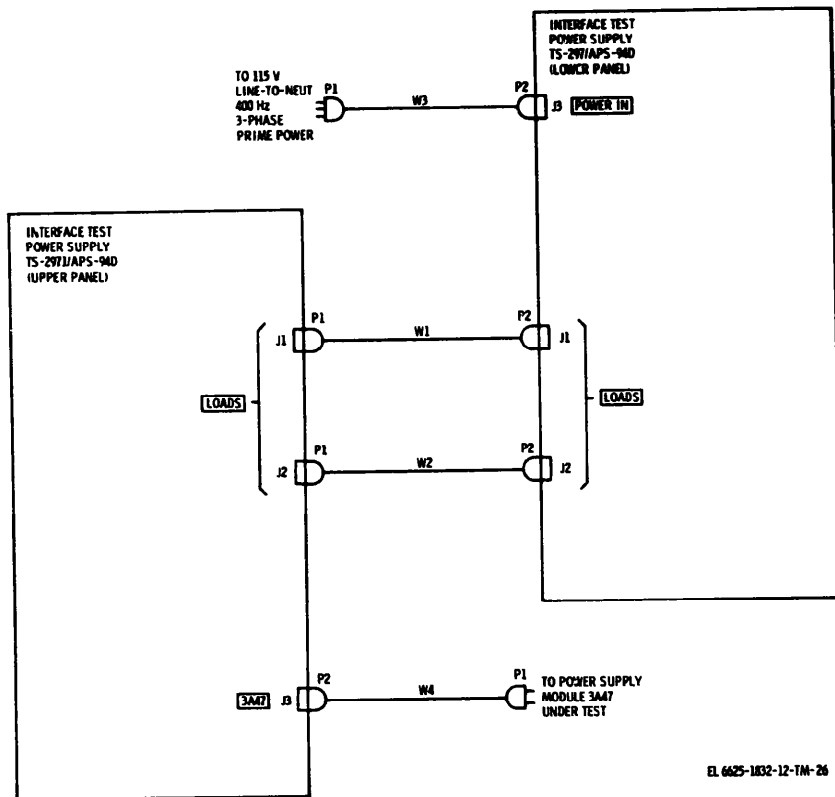 INTERFACE TEST
POWER SUPPLY
TS-297/APS-94D
(LOWCR PANEL)
TO 115 V
LINE-TO-NEUT
400 Hz
3-PHASE
PRIME POWER
P1
W3
P2
J3
POWER IN
INTERFACE TEST
POWER SUPPLY
TS-2971/APS-94D
(UPPER PANEL)
J1
P1
W1
P2
J1
LOADS
LOADS
J2
P1
W2
P2
J2
3A47
J3
P2
W4
P1
TO POWER SUPPLY
MODULE 3A47
UNDER TEST
EL 6625-1832-12-TM-26